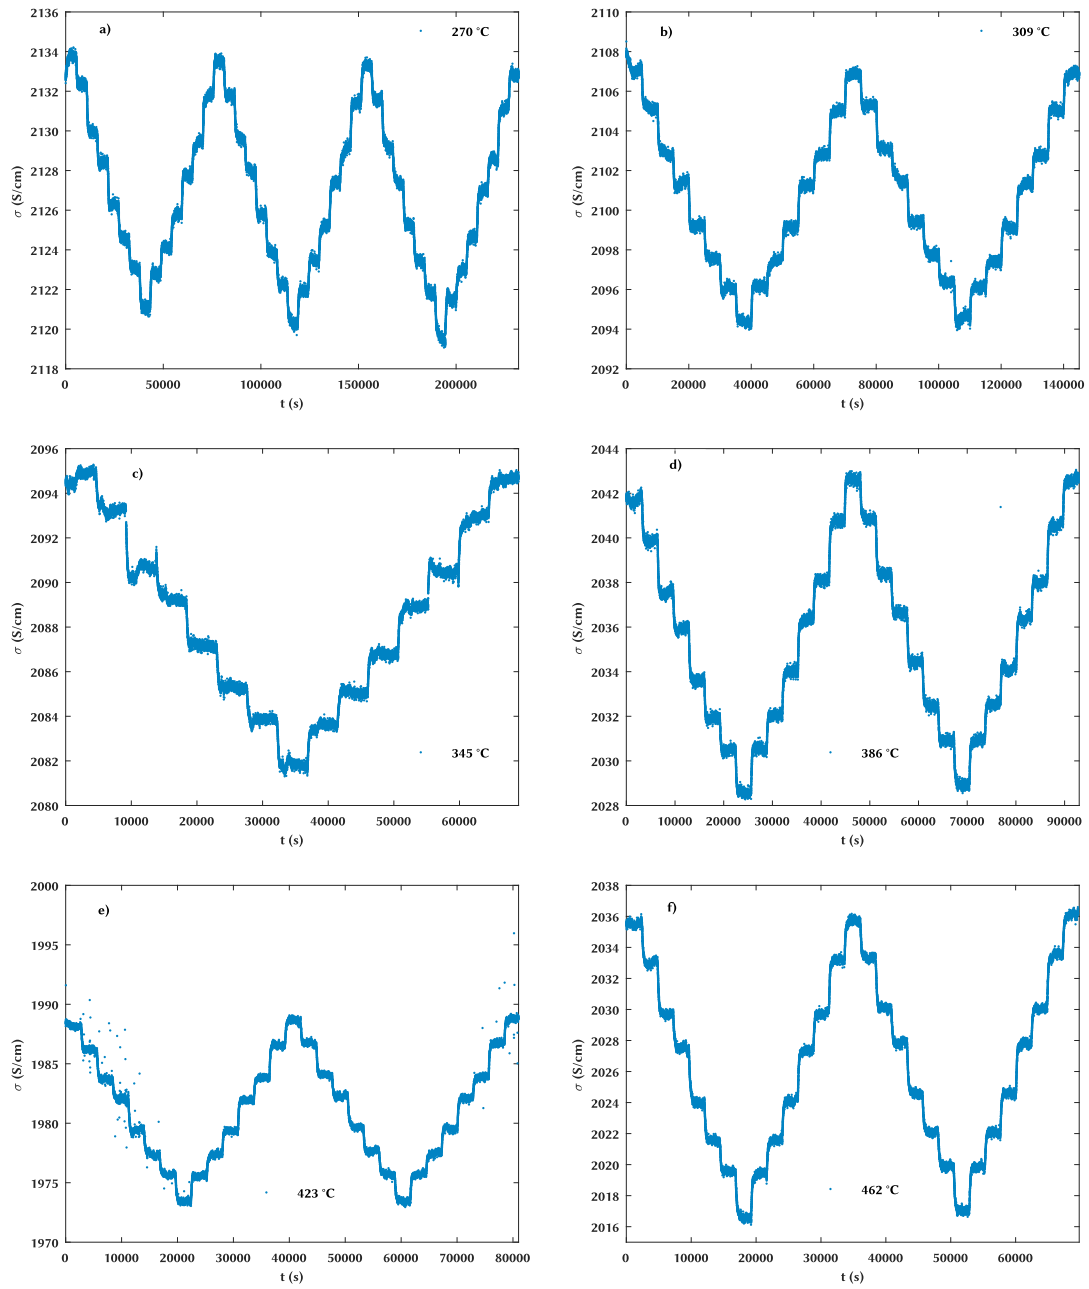 a)
270 °C
2136
2134
2132
2130
2128
2126
2124
2122
2120
2118
σ (S/cm)
0 50000 100000 150000 200000
t (s)
b)
309 °C
2110
2108
2106
2104
2102
2100
2098
2096
2094
2092
σ (S/cm)
0 20000 40000 60000 80000 100000 120000 140000
t (s)
c)
345 °C
2096
2094
2092
2090
2088
2086
2084
2082
2080
σ (S/cm)
0 10000 20000 30000 40000 50000 60000
t (s)
d)
386 °C
2044
2042
2040
2038
2036
2034
2032
2030
2028
σ (S/cm)
0 10000 20000 30000 40000 50000 60000 70000 80000 90000
t (s)
e)
423 °C
2000
1995
1990
1985
1980
1975
1970
σ (S/cm)
0 10000 20000 30000 40000 50000 60000 70000 80000
t (s)
f)
462 °C
2038
2036
2034
2032
2030
2028
2026
2024
2022
2020
2018
2016
σ (S/cm)
0 10000 20000 30000 40000 50000 60000
t (s)